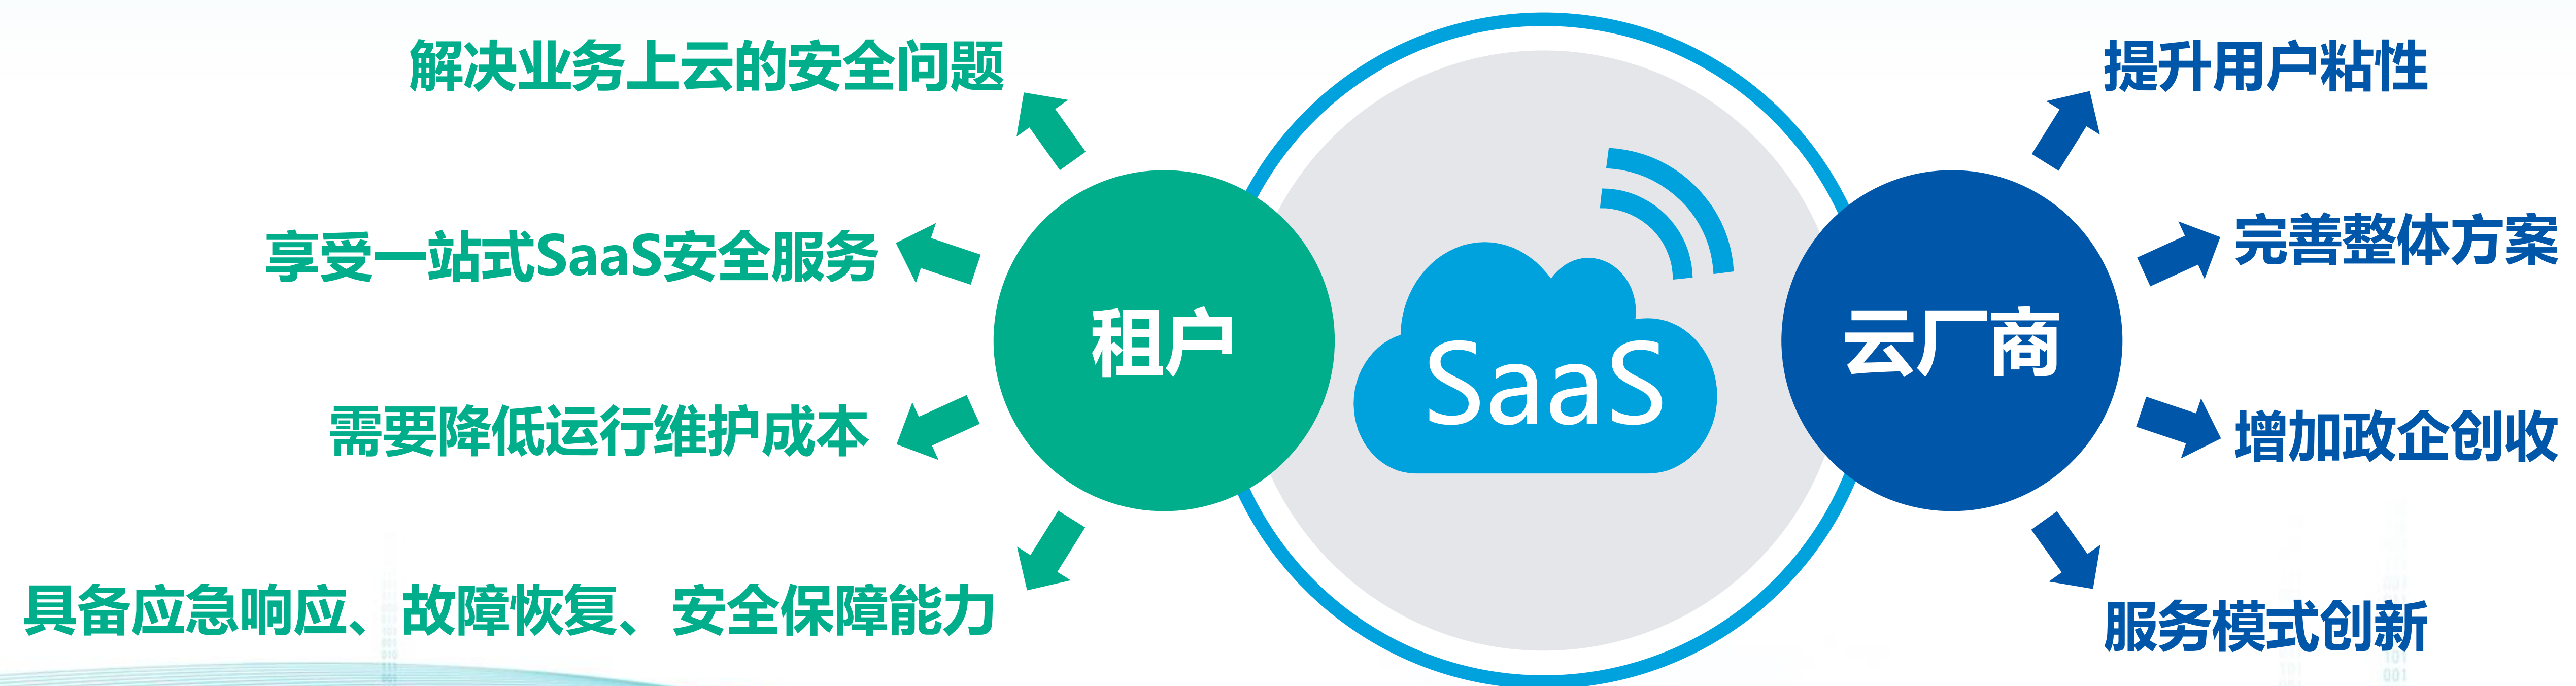 解决业务上云的安全问题
享受一站式SaaS安全服务
需要降低运行维护成本
具备应急响应、故障恢复、安全保障能力
租户
SaaS
云厂商
提升用户粘性
完善整体方案
增加政企创收
服务模式创新